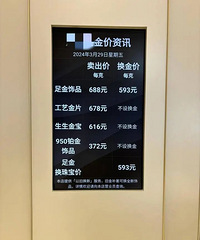 金价资讯
2024年3月29日星期五
卖出价 换金价
每克 每克
足金饰品 688元 593元
工艺金片 678元 不设换金
生生金宝 616元 不设换金
950铂金
饰品 372元 不设换金
足金
换珠宝价 593元